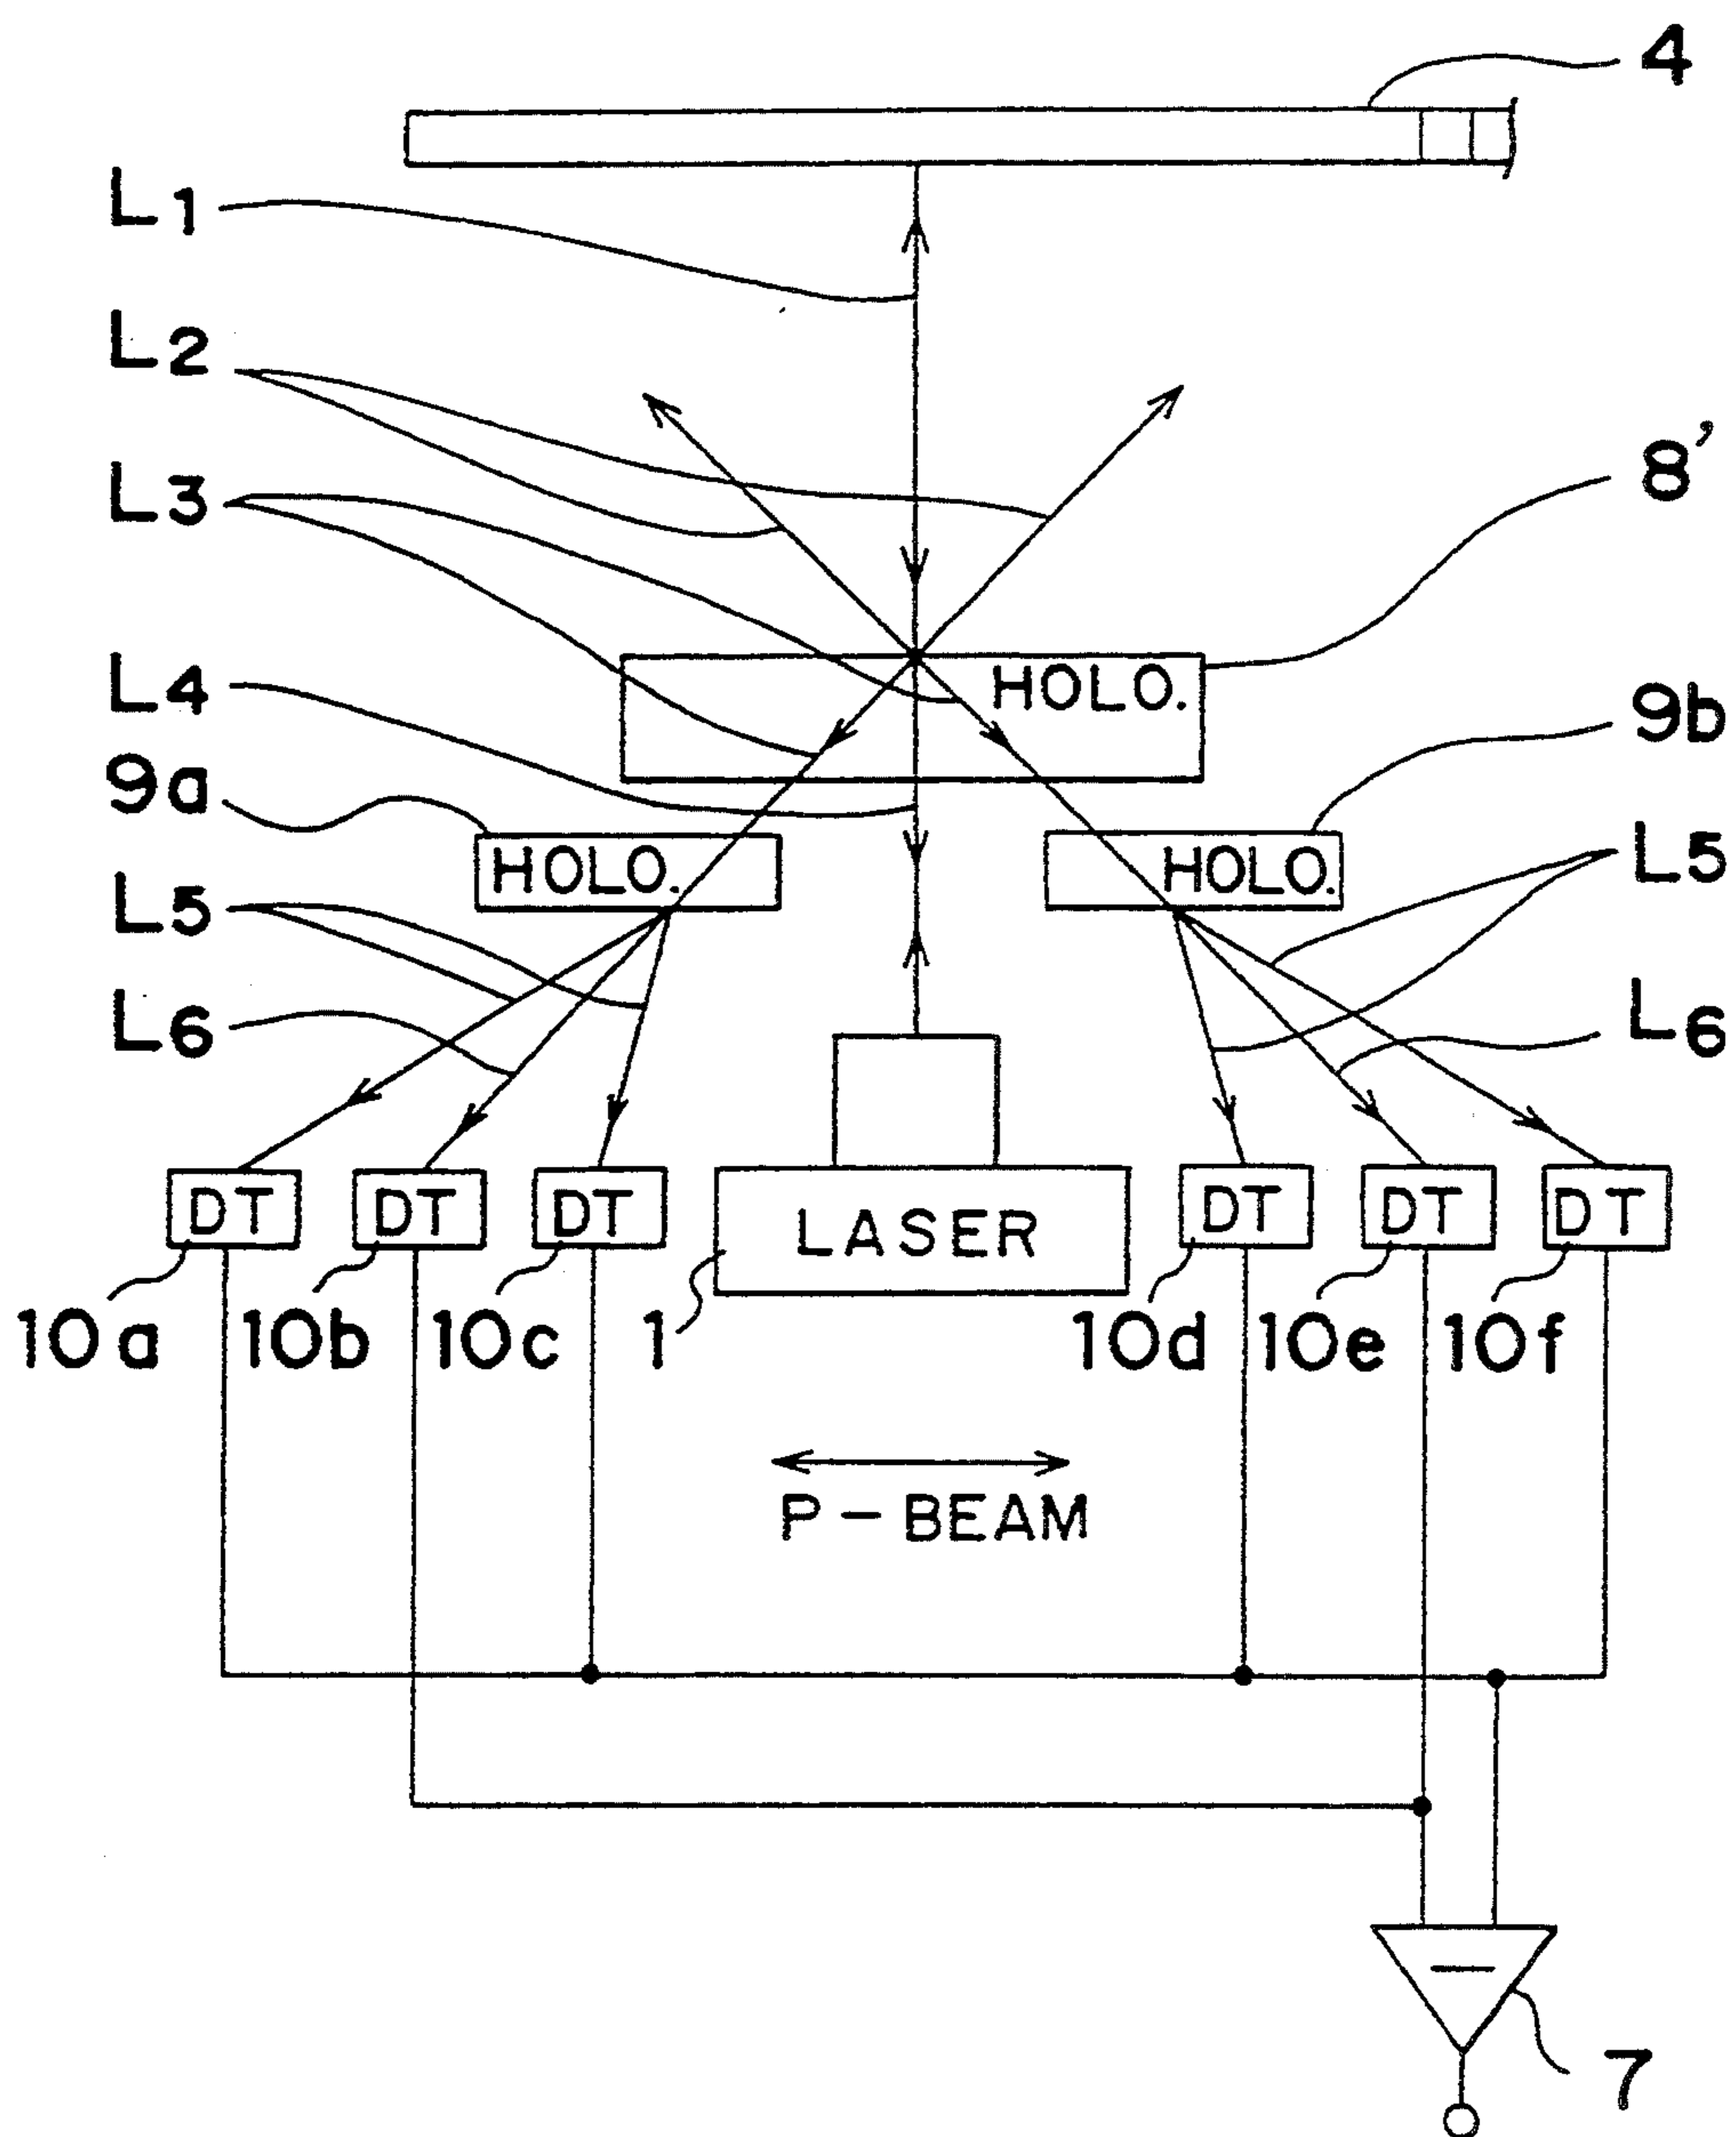 4
L1
L2
L3
8'
L4
HOLO.
9b
9a
HOLO.
HOLO.
L5
L5
L6
L6
DT
DT
DT
LASER
DT
DT
DT
10a
10b
10c
1
10d
10e
10f
P-BEAM
7